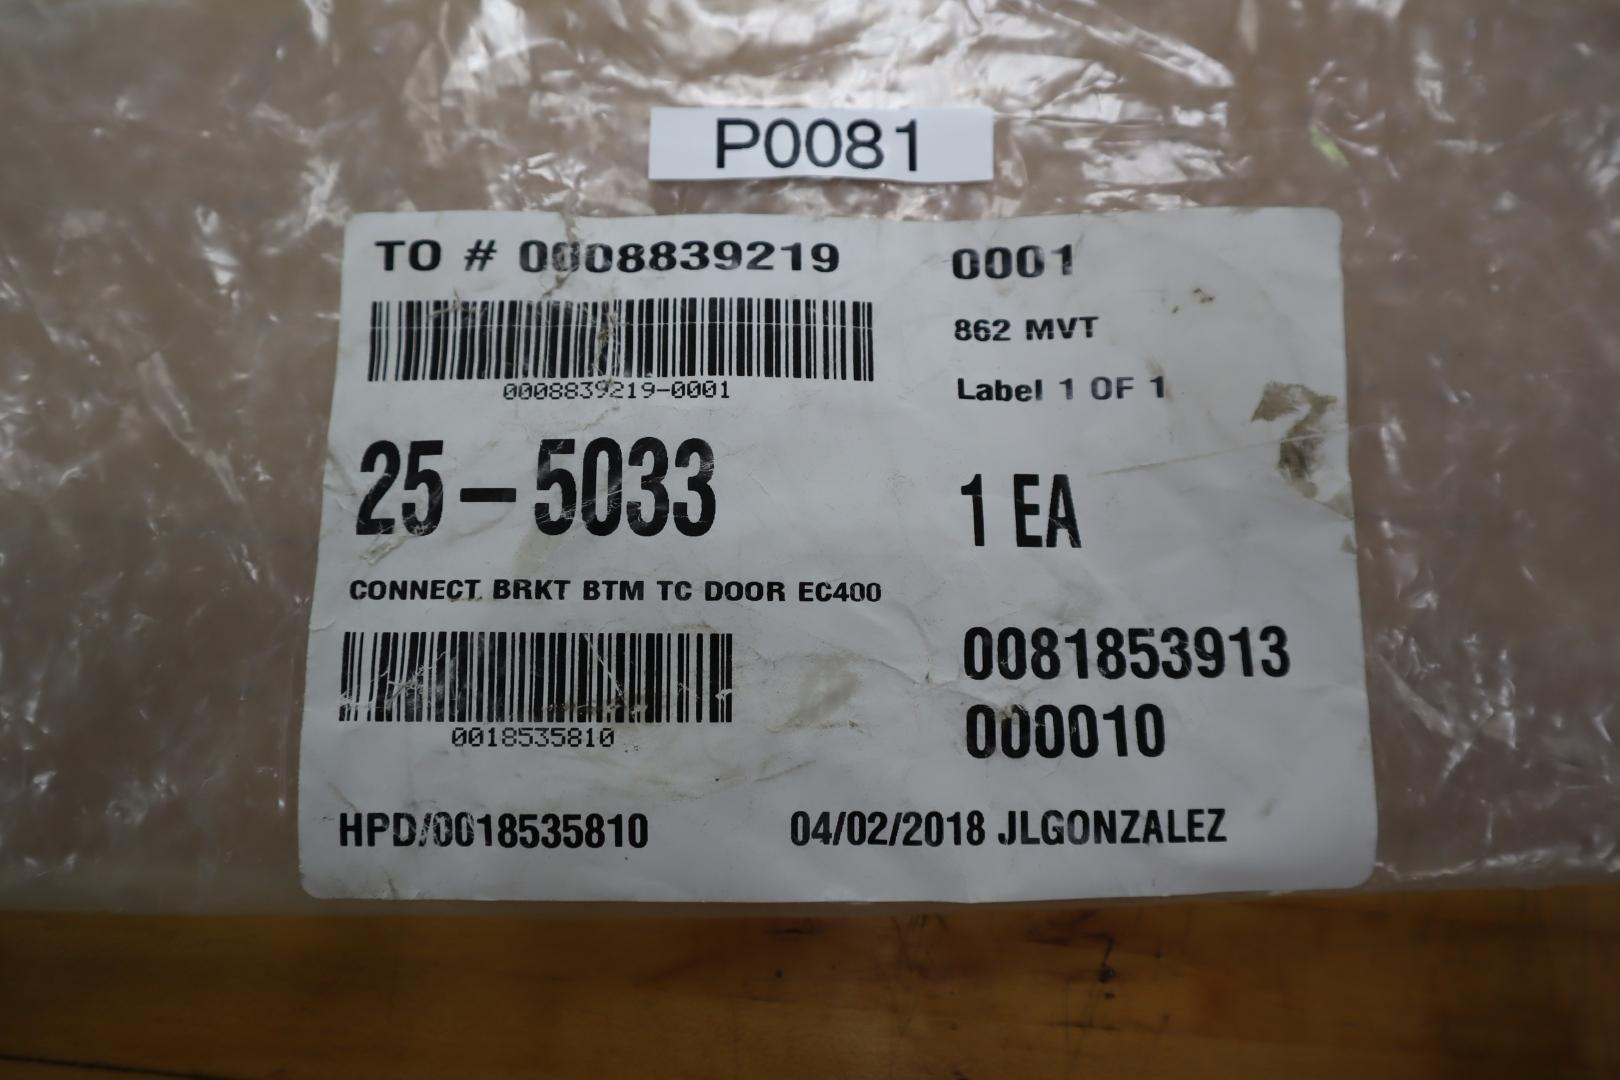 P0081
TO # 0008839219
0001
0008839219-0001
862 MVT
Label 1 OF 1
25-5033
1 EA
CONNECT BRKT BTM TC DOOR EC400
0018535810
0081853913
000010
HPD/0018535810
04/02/2018 JLGONZALEZ